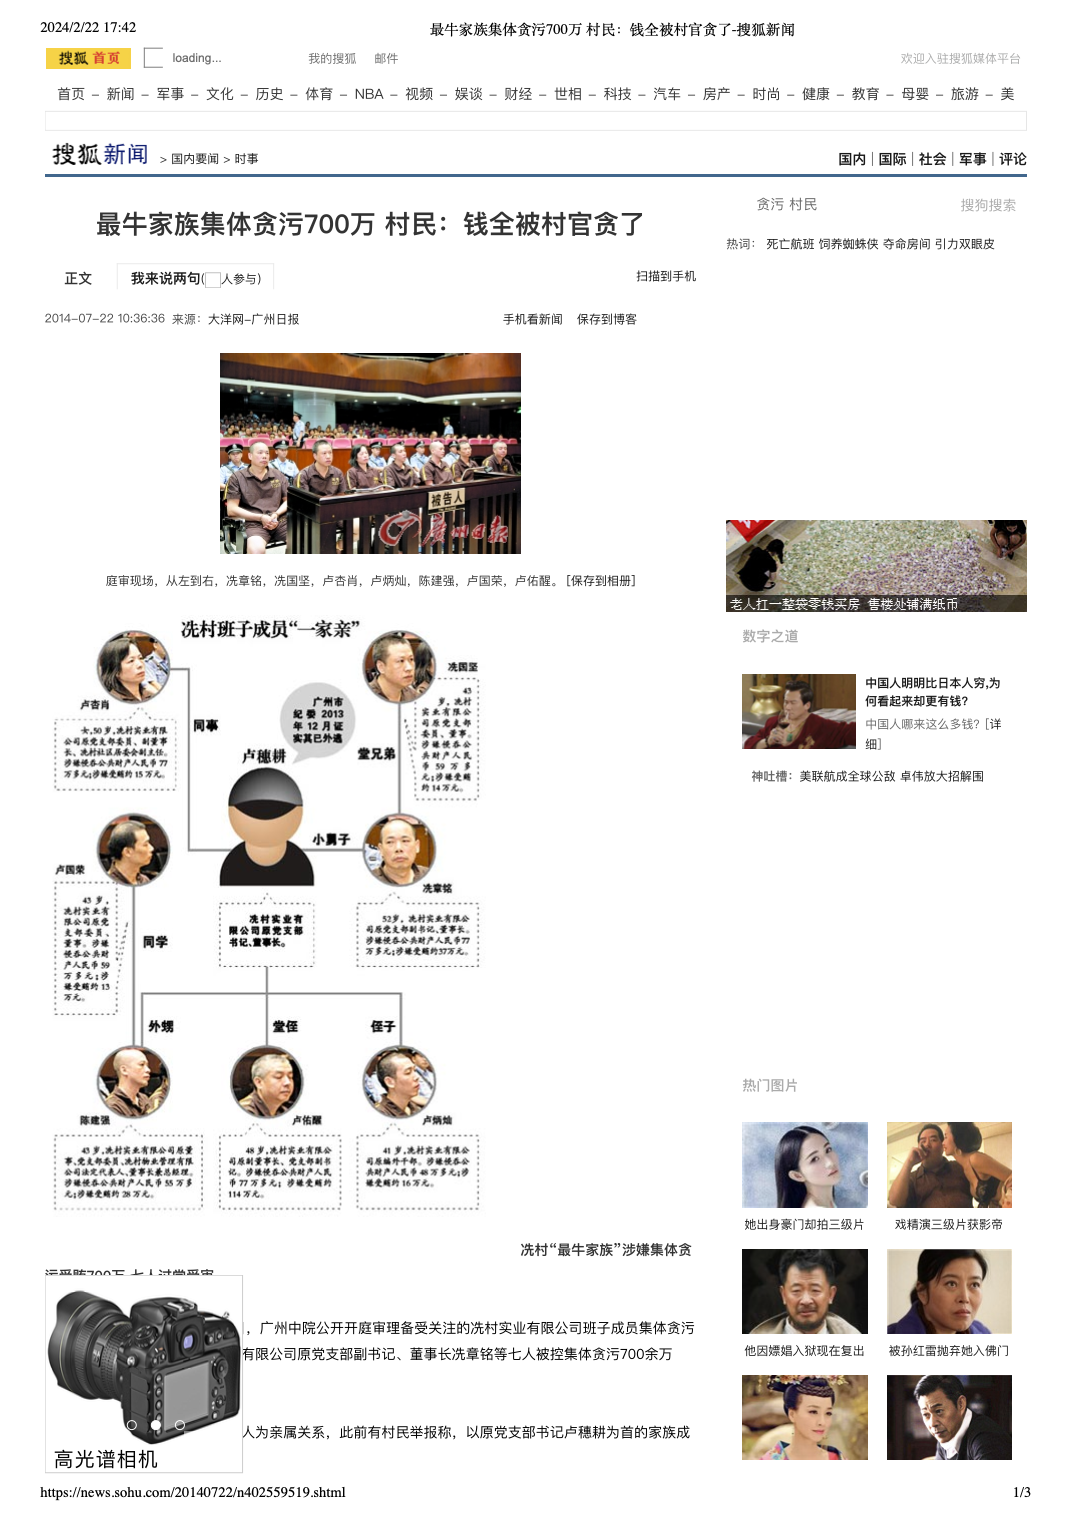 2024/2/22 17:42
最牛家族集体贪污700万 村民：钱全被村官贪了-搜狐新闻
搜狐 首页
loading...
我的搜狐 邮件
欢迎入驻搜狐媒体平台
首页 – 新闻 – 军事 – 文化 – 历史 – 体育 – NBA – 视频 – 娱谈 – 财经 – 世相 – 科技 – 汽车 – 房产 – 时尚 – 健康 – 教育 – 母婴 – 旅游 – 美
搜狐新闻 > 国内要闻 > 时事
国内 | 国际 | 社会 | 军事 | 评论
最牛家族集体贪污700万 村民：钱全被村官贪了
正文
我来说两句(人参与)
扫描到手机
2014-07-22 10:36:36 来源：大洋网-广州日报
手机看新闻 保存到博客
被告人
广州日报
庭审现场，从左到右，冼章铭，冼国坚，卢杏肖，卢炳灿，陈建强，卢国荣，卢佑醒。[保存到相册]
冼村班子成员“一家亲”
卢杏肖
女,50岁,冼村实业有限
公司原党支部委员、副董事
长、冼村社区居委会副主任。
涉嫌侵吞公共财产人民币77
万多元;涉嫌受贿约15万元。
同事
广州市
纪委2013
年12月证
实其已外逃
卢穗耕
堂兄弟
冼国坚
43
岁,冼村
实业有限公
司原党支部
委员、董事。
涉嫌侵吞公
共财产人民
币59万多
元;涉嫌受贿
约14万元。
小舅子
卢国荣
43岁,
冼村实业有
限公司原党
支部委员、
董事。涉嫌
侵吞公共财
产人民币59
万多元;涉
嫌受贿约13
万元。
同学
冼村实业有
限公司原党支部
书记、董事长。
冼章铭
52岁,冼村实业有限公
司原党支部副书记、董事长。
涉嫌侵吞公共财产人民币77
万多元;涉嫌受贿约37万元。
外甥
堂侄
侄子
陈建强
43岁,冼村实业有限公司原董
事、党支部委员、冼村物业管理有限
公司法定代表人、董事长兼总经理。
涉嫌侵吞公共财产人民币55万多
元;涉嫌受贿约28万元。
卢佑醒
48岁,冼村实业有限公
司原副董事长、党支部副书
记。涉嫌侵吞公共财产人民
币77万多元;涉嫌受贿约
114万元。
卢炳灿
41岁,冼村实业有限公
司原编外干部。涉嫌侵吞公
共财产人民币48万多元;涉
嫌受贿约16万元。
冼村“最牛家族”涉嫌集体贪
污受贿700万 七人过堂受审
，广州中院公开开庭审理备受关注的冼村实业有限公司班子成员集体贪污
有限公司原党支部副书记、董事长冼章铭等七人被控集体贪污700余万
人为亲属关系，此前有村民举报称，以原党支部书记卢穗耕为首的家族成
高光谱相机
贪污 村民
搜狗搜索
热词： 死亡航班 饲养蜘蛛侠 夺命房间 引力双眼皮
老人扛一整袋零钱买房 售楼处铺满纸币
数字之道
中国人明明比日本人穷,为
何看起来却更有钱?
中国人哪来这么多钱？[详
细]
神吐槽：美联航成全球公敌 卓伟放大招解围
热门图片
她出身豪门却拍三级片
戏精演三级片获影帝
他因嫖娼入狱现在复出
被孙红雷抛弃她入佛门
https://news.sohu.com/20140722/n402559519.shtml
1/3